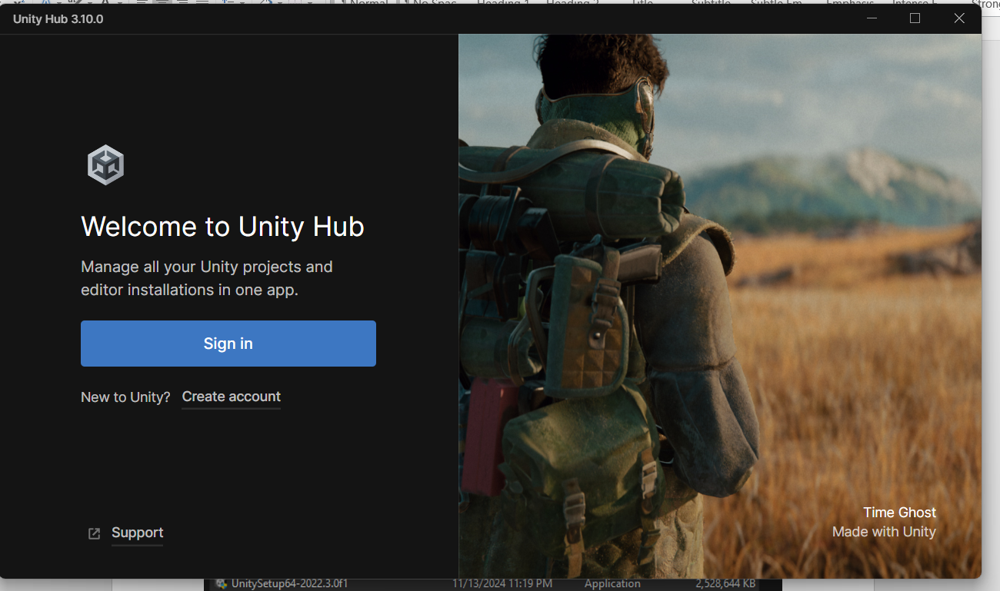 Normal
No Spac
Heading 1
Heading 2
Title
Subtitle
Subtle Em
Emphasis
Intense E
Strong
Unity Hub 3.10.0
Welcome to Unity Hub
Manage all your Unity projects and
editor installations in one app.
Sign in
New to Unity? Create account
Support
Time Ghost
Made with Unity
UnitySetup64-2022.3.0f1 11/13/2024 11:19 PM Application 2,528,644 KB